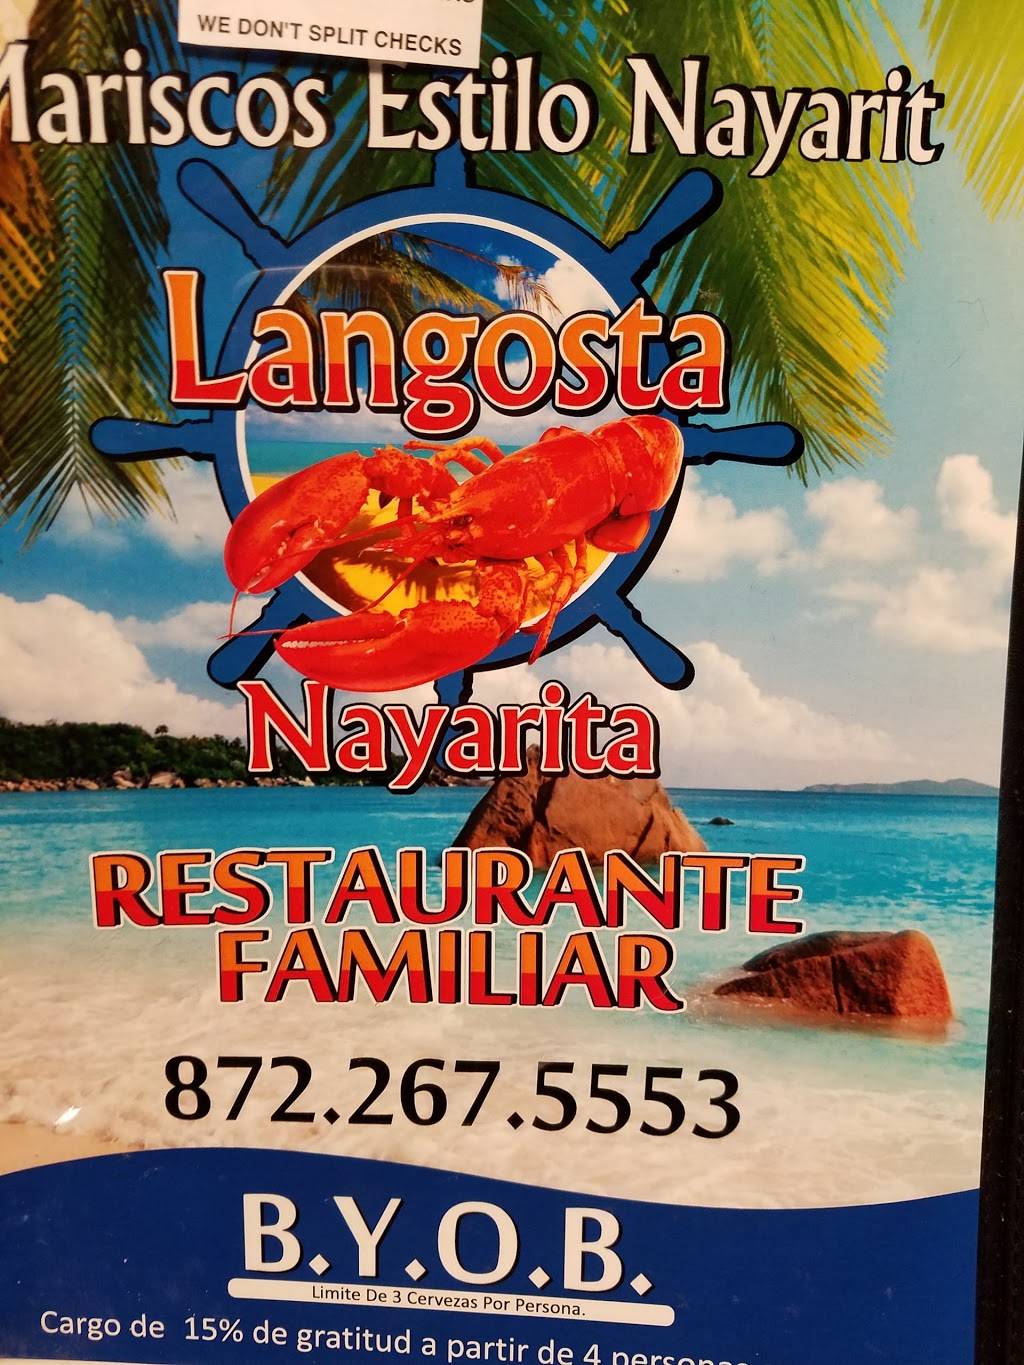 WE DON'T SPLIT CHECKS
Mariscos Estilo Nayarit
Langosta
Nayarita
RESTAURANTE
FAMILIAR
872.267.5553
B.Y.O.B.
Limite De 3 Cervezas Por Persona.
Cargo de 15% de gratitud a partir de 4 personas